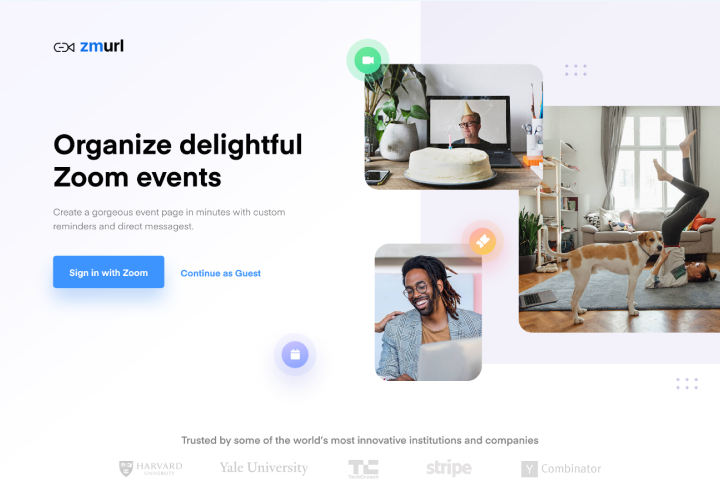 zmurl
Organize delightful
Zoom events
Create a gorgeous event page in minutes with custom
reminders and direct messagest.
Sign in with Zoom
Continue as Guest
Trusted by some of the world's most innovative institutions and companies
HARVARD
UNIVERSITY
Yale University
TC
TechCrunch
stripe
Y Combinator